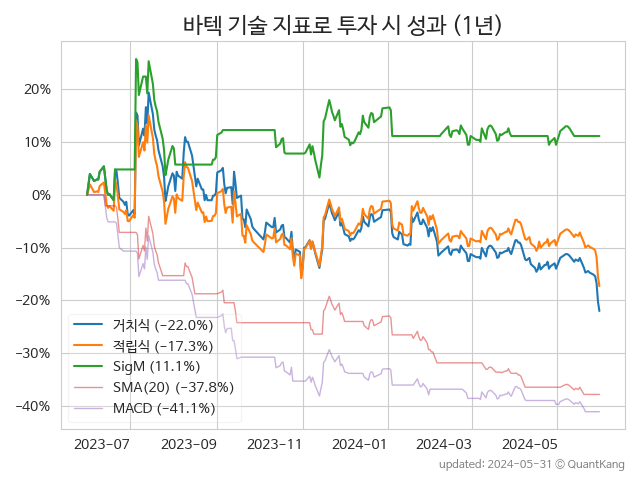 바텍 기술 지표로 투자 시 성과 (1년)
20%
10%
0%
−10%
−20%
−30%
−40%
거치식 (−22.0%)
적립식 (−17.3%)
SigM (11.1%)
SMA(20) (−37.8%)
MACD (−41.1%)
2023−07
2023−09
2023−11
2024−01
2024−03
2024−05
updated: 2024−05−31 © QuantKang